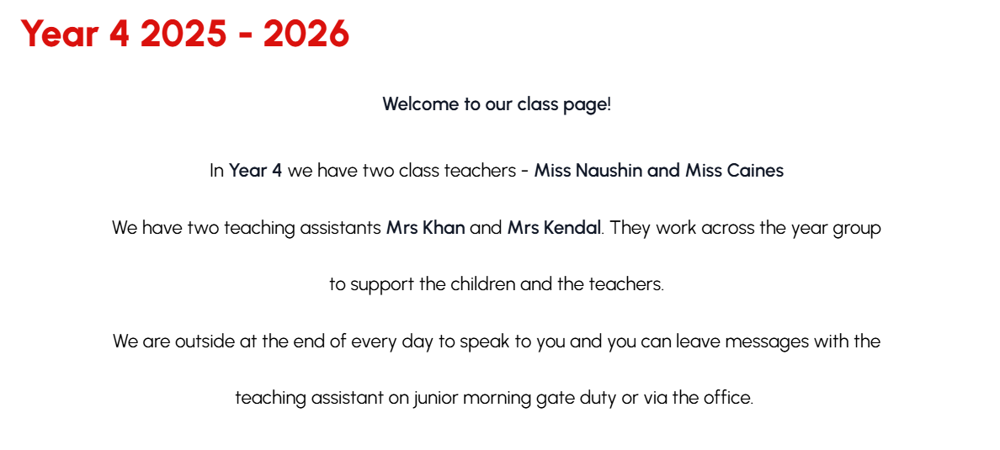 Year 4 2025 - 2026
Welcome to our class page!
In Year 4 we have two class teachers - Miss Naushin and Miss Caines
We have two teaching assistants Mrs Khan and Mrs Kendal. They work across the year group
to support the children and the teachers.
We are outside at the end of every day to speak to you and you can leave messages with the
teaching assistant on junior morning gate duty or via the office.